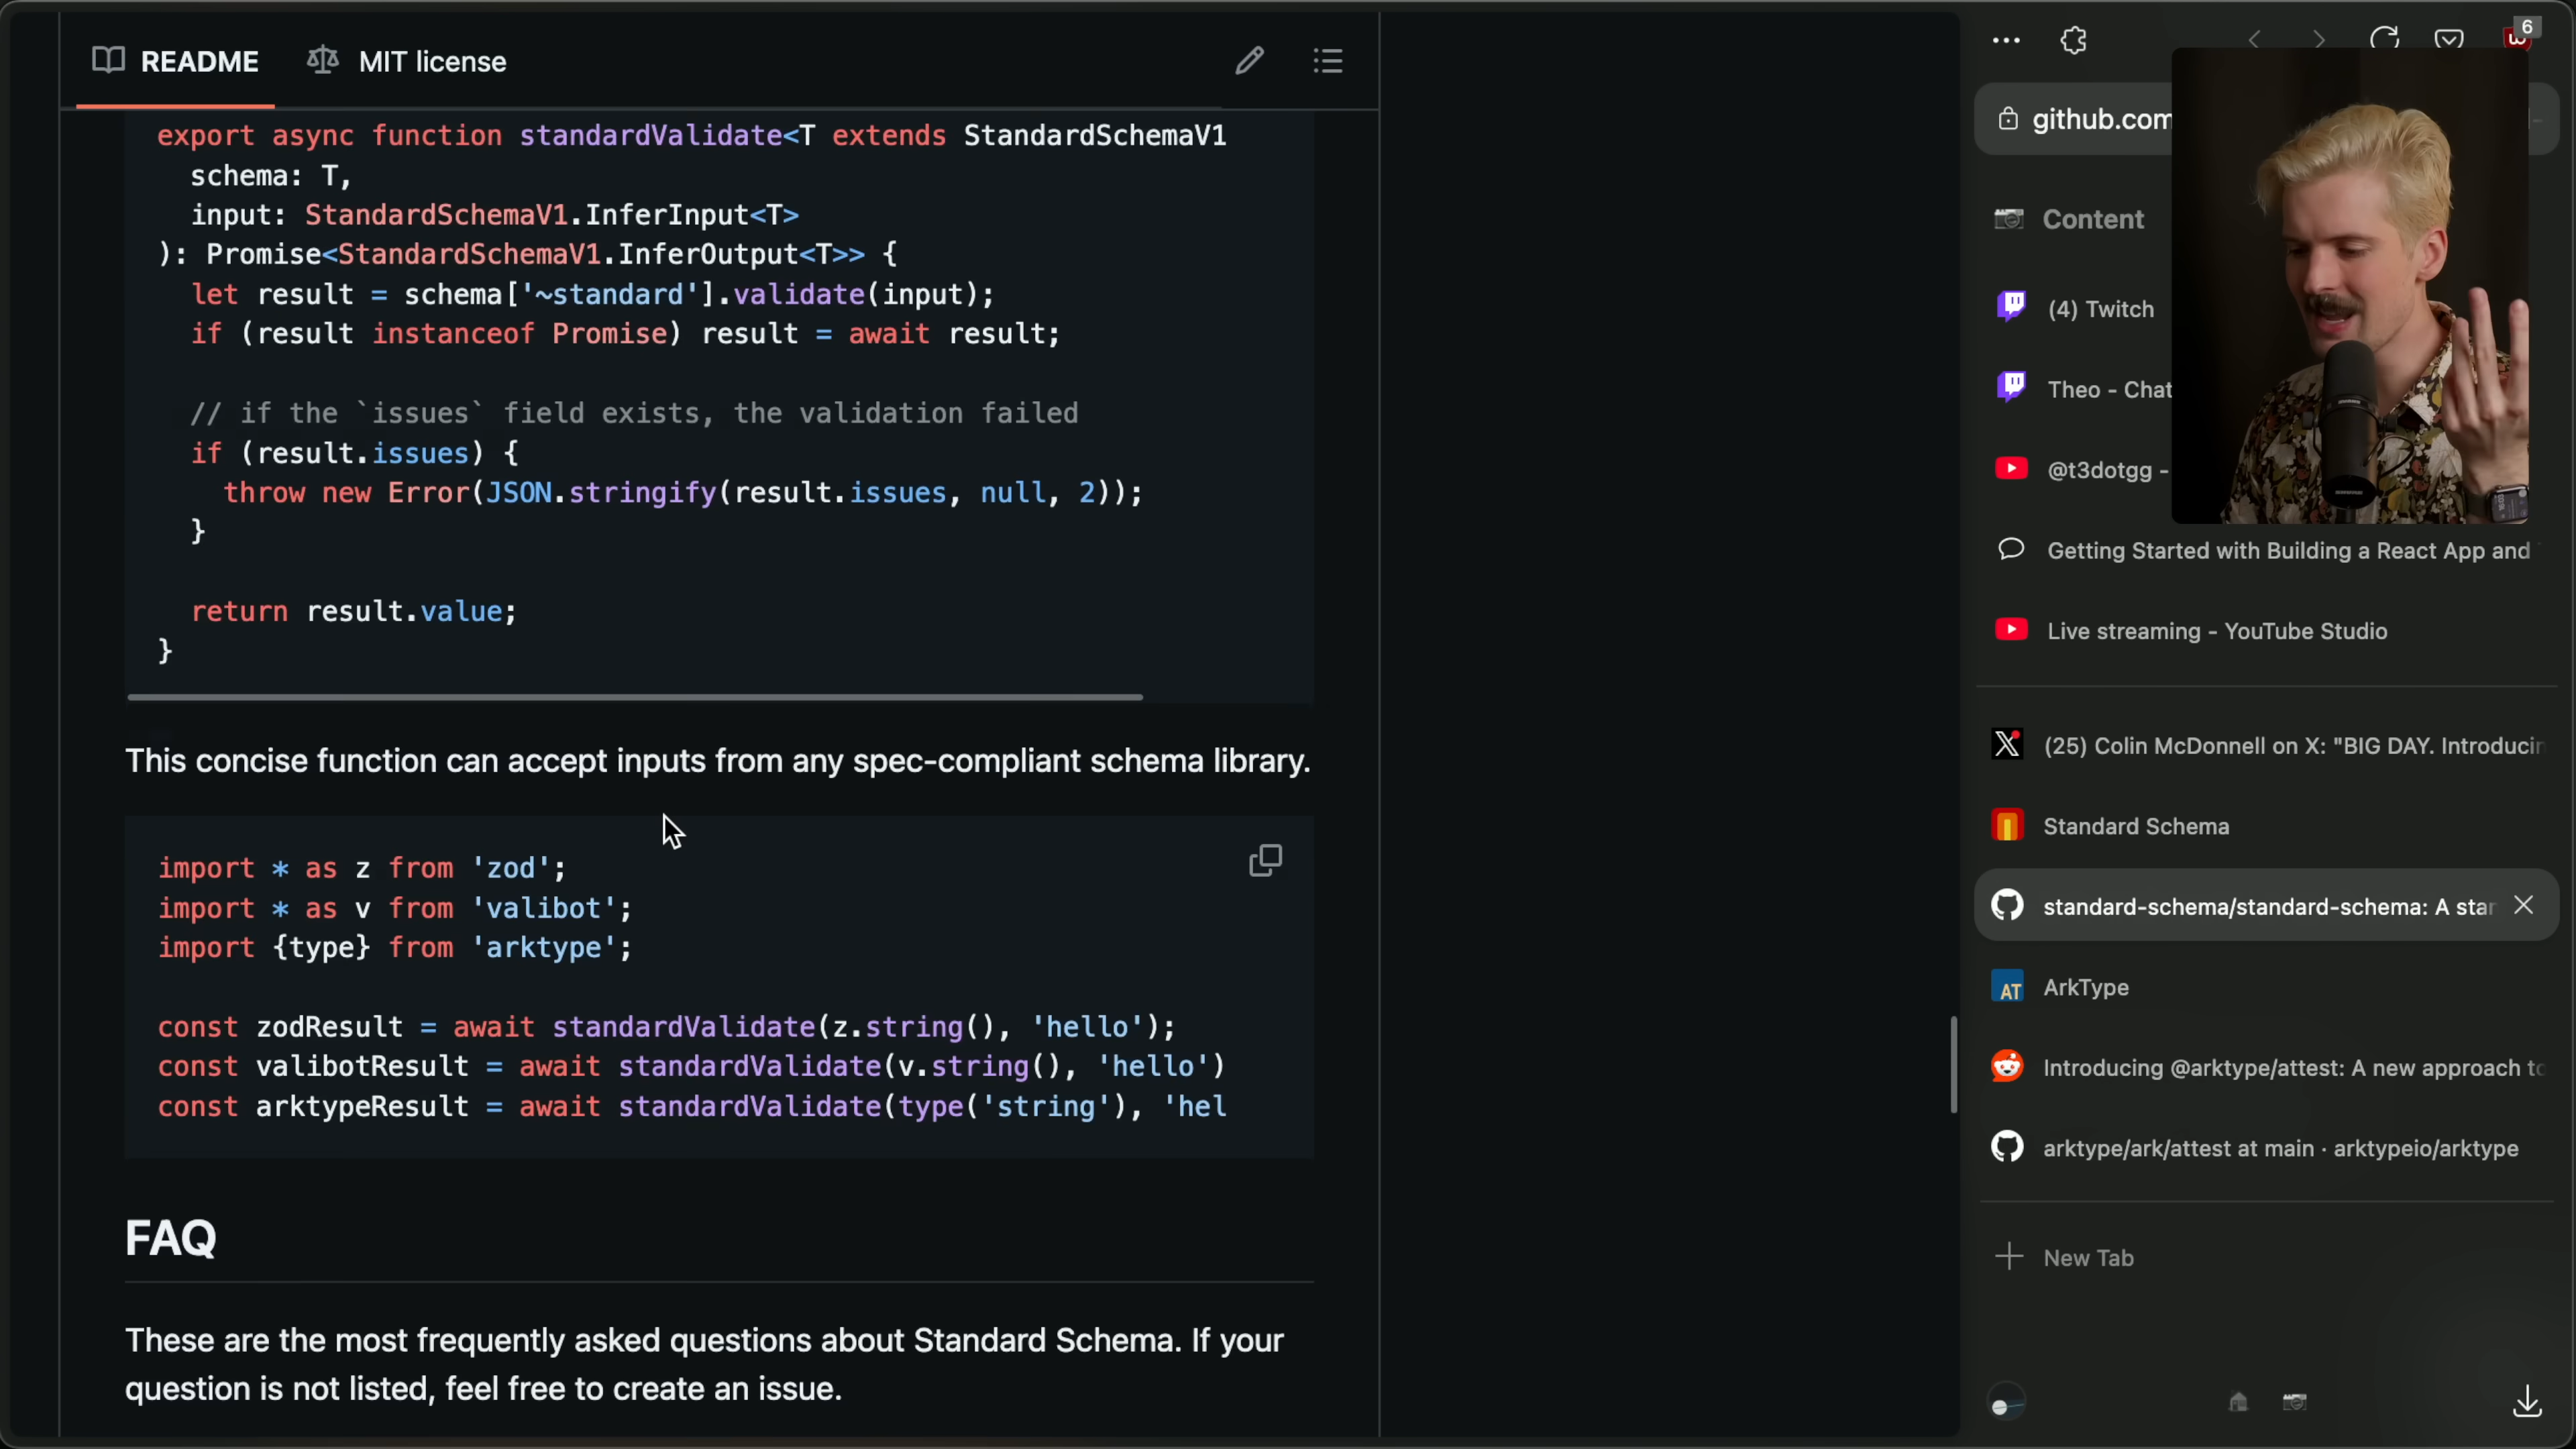 README
MIT license
export async function standardValidate<T extends StandardSchemaV1
schema: T,
input: StandardSchemaV1.InferInput<T>
): Promise<StandardSchemaV1.InferOutput<T>> {
let result = schema['~standard'].validate(input);
if (result instanceof Promise) result = await result;
// if the `issues` field exists, the validation failed
if (result.issues) {
throw new Error(JSON.stringify(result.issues, null, 2));
}
return result.value;
}
This concise function can accept inputs from any spec-compliant schema library.
import * as z from 'zod';
import * as v from 'valibot';
import {type} from 'arktype';
const zodResult = await standardValidate(z.string(), 'hello');
const valibotResult = await standardValidate(v.string(), 'hello')
const arktypeResult = await standardValidate(type('string'), 'hel
FAQ
These are the most frequently asked questions about Standard Schema. If your
question is not listed, feel free to create an issue.
6
github.com
Content
(4) Twitch
Theo - Chat
@t3dotgg -
Getting Started with Building a React App and
Live streaming - YouTube Studio
(25) Colin McDonnell on X: "BIG DAY. Introducin
Standard Schema
standard-schema/standard-schema: A star
AT ArkType
Introducing @arktype/attest: A new approach to
arktype/ark/attest at main · arktypeio/arktype
New Tab